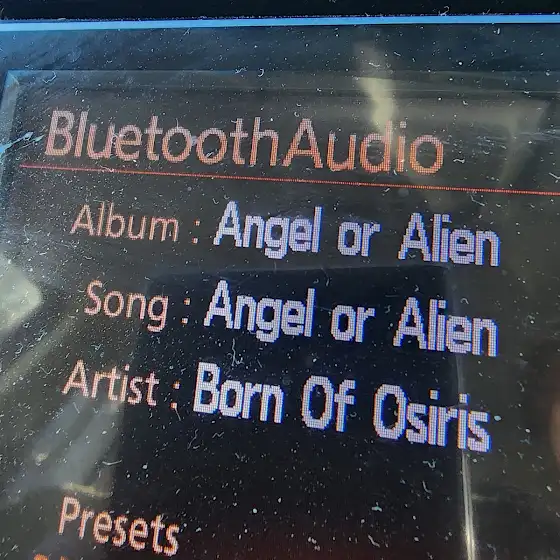 BluetoothAudio
Album : Angel or Alien
Song : Angel or Alien
Artist : Born Of Osiris
Presets